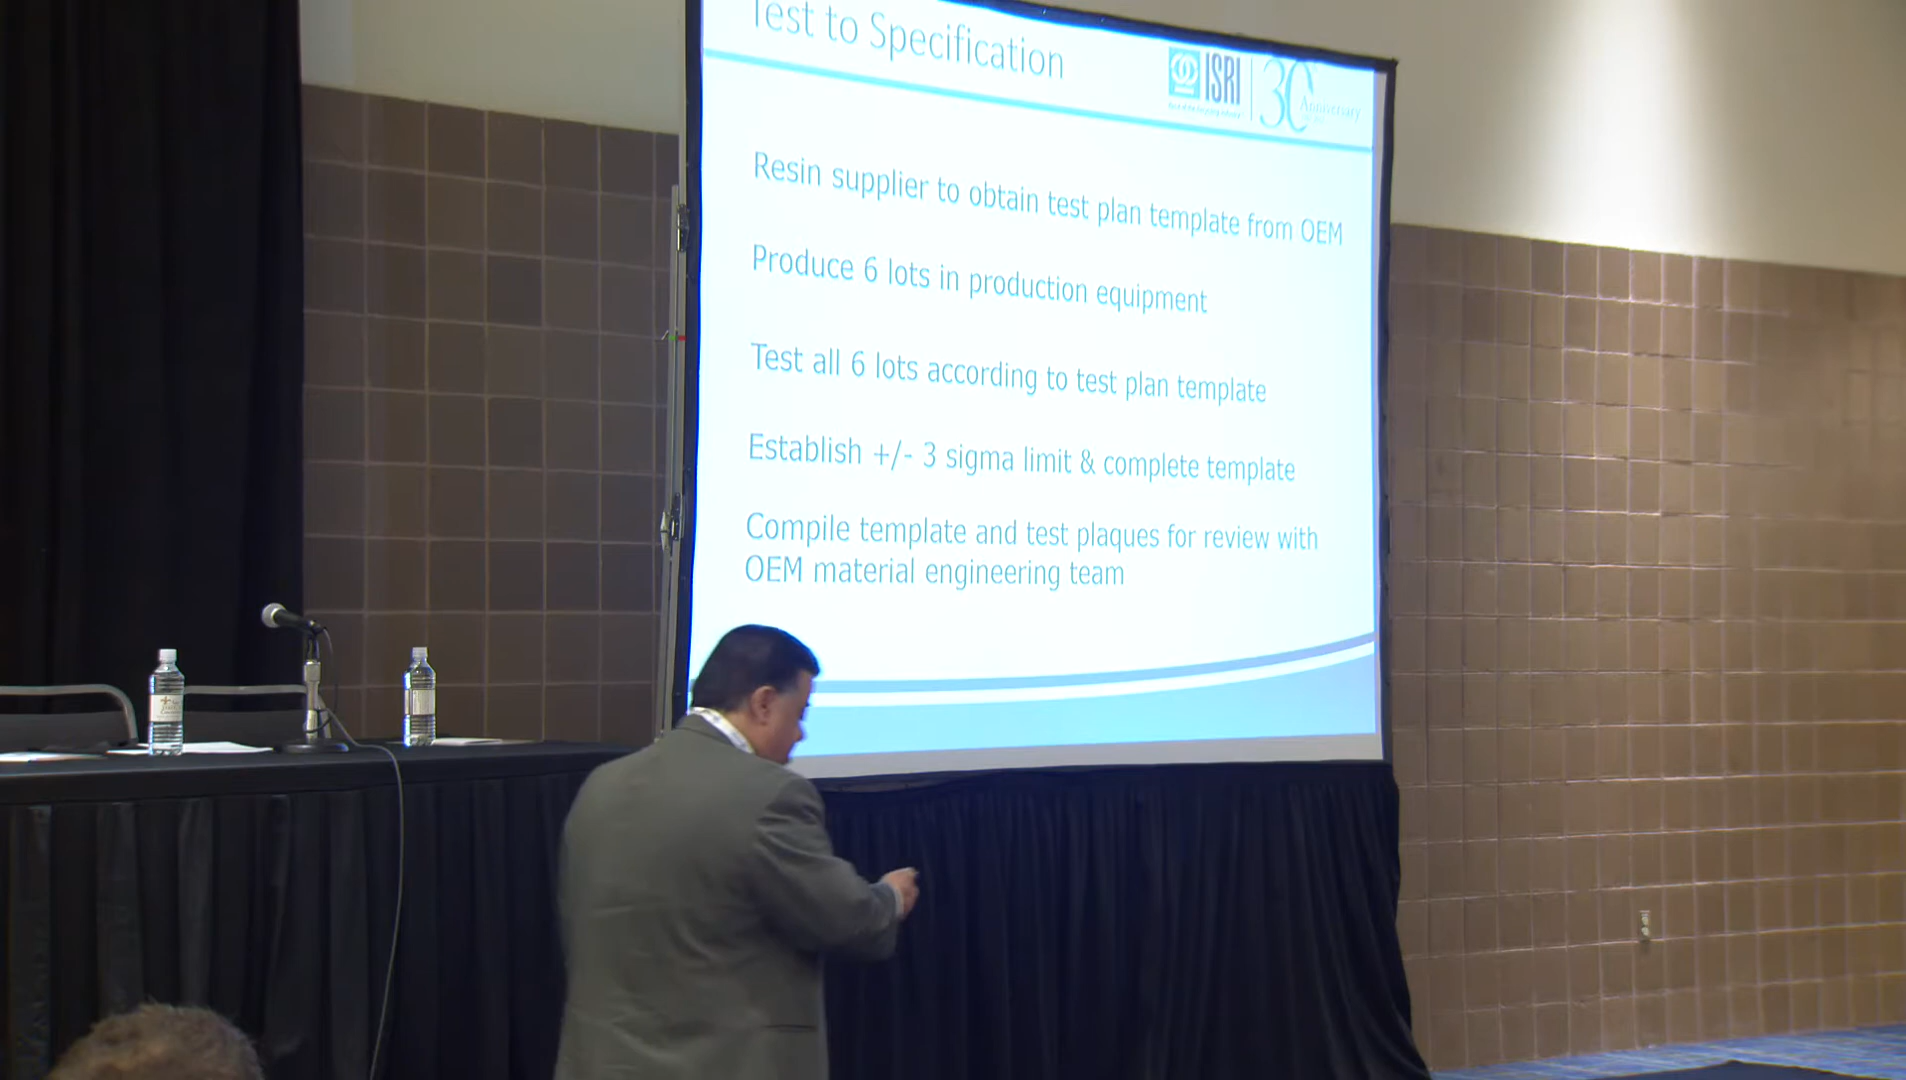 Test to Specification
ISRI
30
Anniversary
Resin supplier to obtain test plan template from OEM
Produce 6 lots in production equipment
Test all 6 lots according to test plan template
Establish +/- 3 sigma limit & complete template
Compile template and test plaques for review with
OEM material engineering team